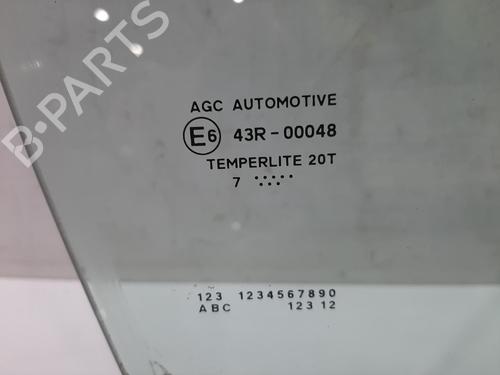 B-PARTS
AGC AUTOMOTIVE
E6 43R-00048
TEMPERLITE 20T
7
123 1234567890
ABC 123 12